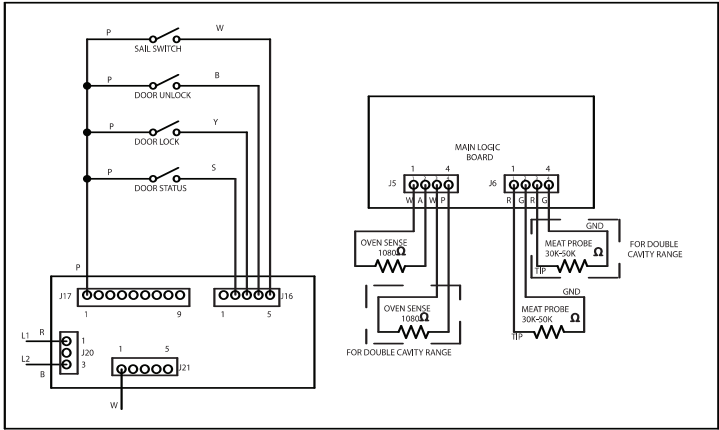 P W
SAIL SWITCH
P B
DOOR UNLOCK
P Y
DOOR LOCK
P S
DOOR STATUS
P
J17
1 9
J16
1 5
L1 R 1
J20
L2 3
B
1 5
J21
W
MAIN LOGIC
BOARD
1 4
J5
W A W P
1 4
J6
R G R G
OVEN SENSE
1080Ω
OVEN SENSE
1080Ω
FOR DOUBLE CAVITY RANGE
GND
MEAT PROBE
30K-50K Ω
TIP
FOR DOUBLE
CAVITY RANGE
GND
MEAT PROBE
30K-50K Ω
TIP